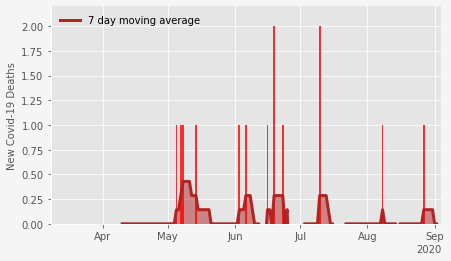 7 day moving average
New Covid-19 Deaths
2.00
1.75
1.50
1.25
1.00
0.75
0.50
0.25
0.00
Apr
May
Jun
Jul
Aug
Sep
2020